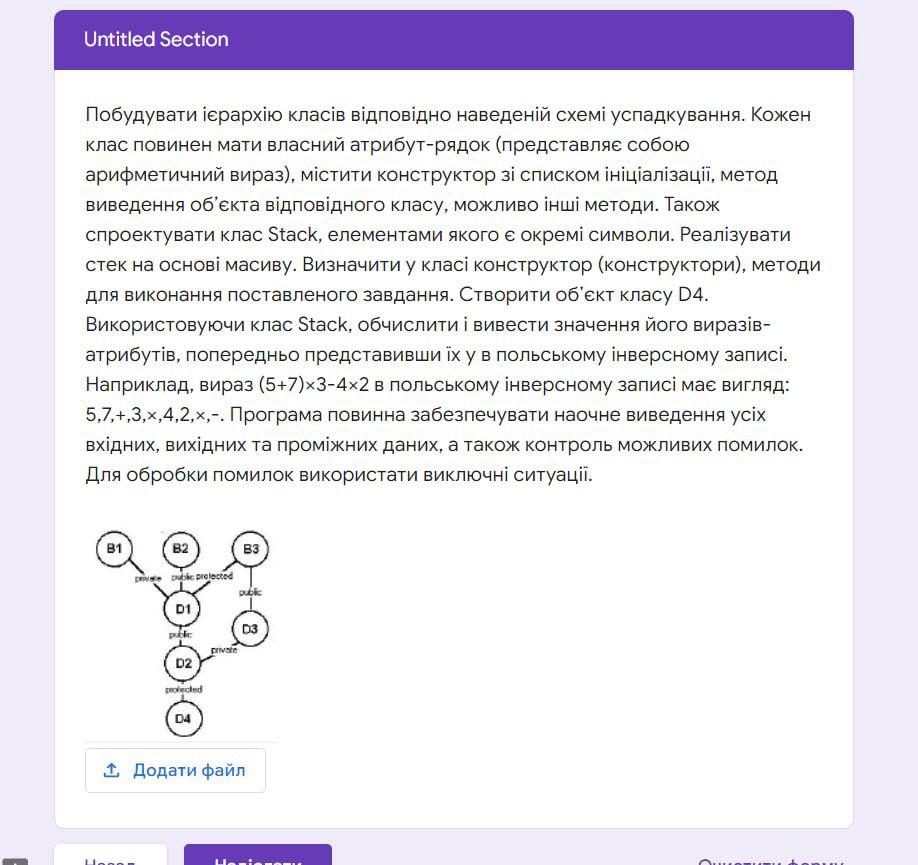 Untitled Section
Побудувати ієрархію класів відповідно наведеній схемі успадкування. Кожен
клас повинен мати власний атрибут-рядок (представляє собою
арифметичний вираз), містити конструктор зі списком ініціалізації, метод
виведення об'єкта відповідного класу, можливо інші методи. Також
спроектувати клас Stack, елементами якого є окремі символи. Реалізувати
стек на основі масиву. Визначити у класі конструктор (конструктори), методи
для виконання поставленого завдання. Створити об'єкт класу D4.
Використовуючи клас Stack, обчислити і вивести значення його виразів-
атрибутів, попередньо представивши їх у в польському інверсному записі.
Наприклад, вираз (5+7)×3-4×2 в польському інверсному записі має вигляд:
5,7,+,3,×,4,2,×,-. Програма повинна забезпечувати наочне виведення усіх
вхідних, вихідних та проміжних даних, а також контроль можливих помилок.
Для обробки помилок використати виключні ситуації.
B1 B2 B3
private public protected
public
D1
D3
public
private
D2
protected
D4
Додати файл
Назад Надіслати Очистити форму